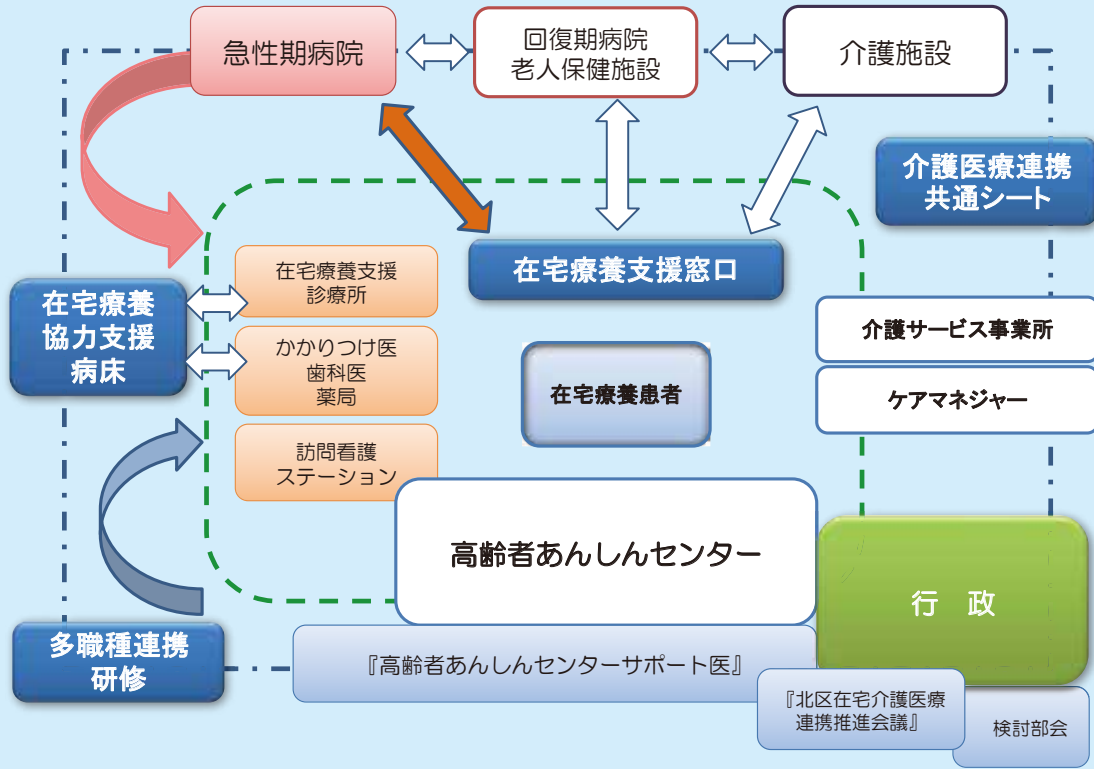 急性期病院
回復期病院
老人保健施設
介護施設
介護医療連携
共通シート
在宅療養支援窓口
在宅療養支援
診療所
在宅療養
協力支援
病床
かかりつけ医
歯科医
薬局
訪問看護
ステーション
在宅療養患者
介護サービス事業所
ケアマネジャー
高齢者あんしんセンター
行 政
多職種連携
研修
『高齢者あんしんセンターサポート医』
『北区在宅介護医療
連携推進会議』
検討部会